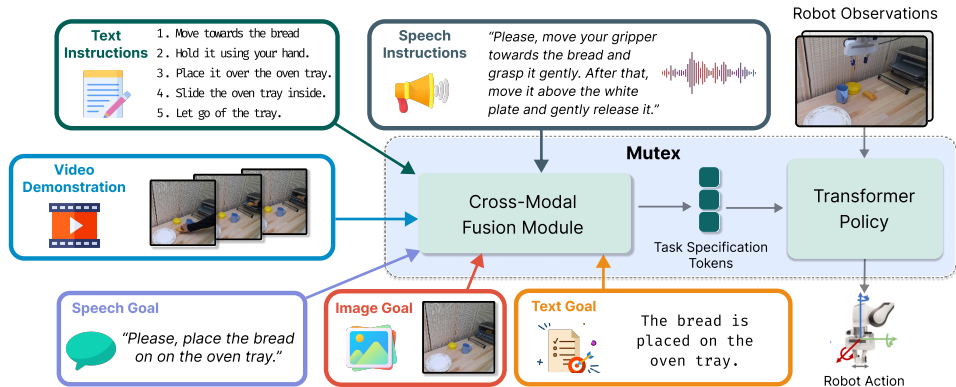 Text
Instructions
1. Move towards the bread
2. Hold it using your hand.
3. Place it over the oven tray.
4. Slide the oven tray inside.
5. Let go of the tray.
Speech
Instructions
“Please, move your gripper
towards the bread and
grasp it gently. After that,
move it above the white
plate and gently release it.”
Robot Observations
Video
Demonstration
Mutex
Cross-Modal
Fusion Module
Task Specification
Tokens
Transformer
Policy
Speech Goal
“Please, place the bread
on on the oven tray.”
Image Goal
Text Goal
The bread is
placed on the
oven tray.
Robot Action